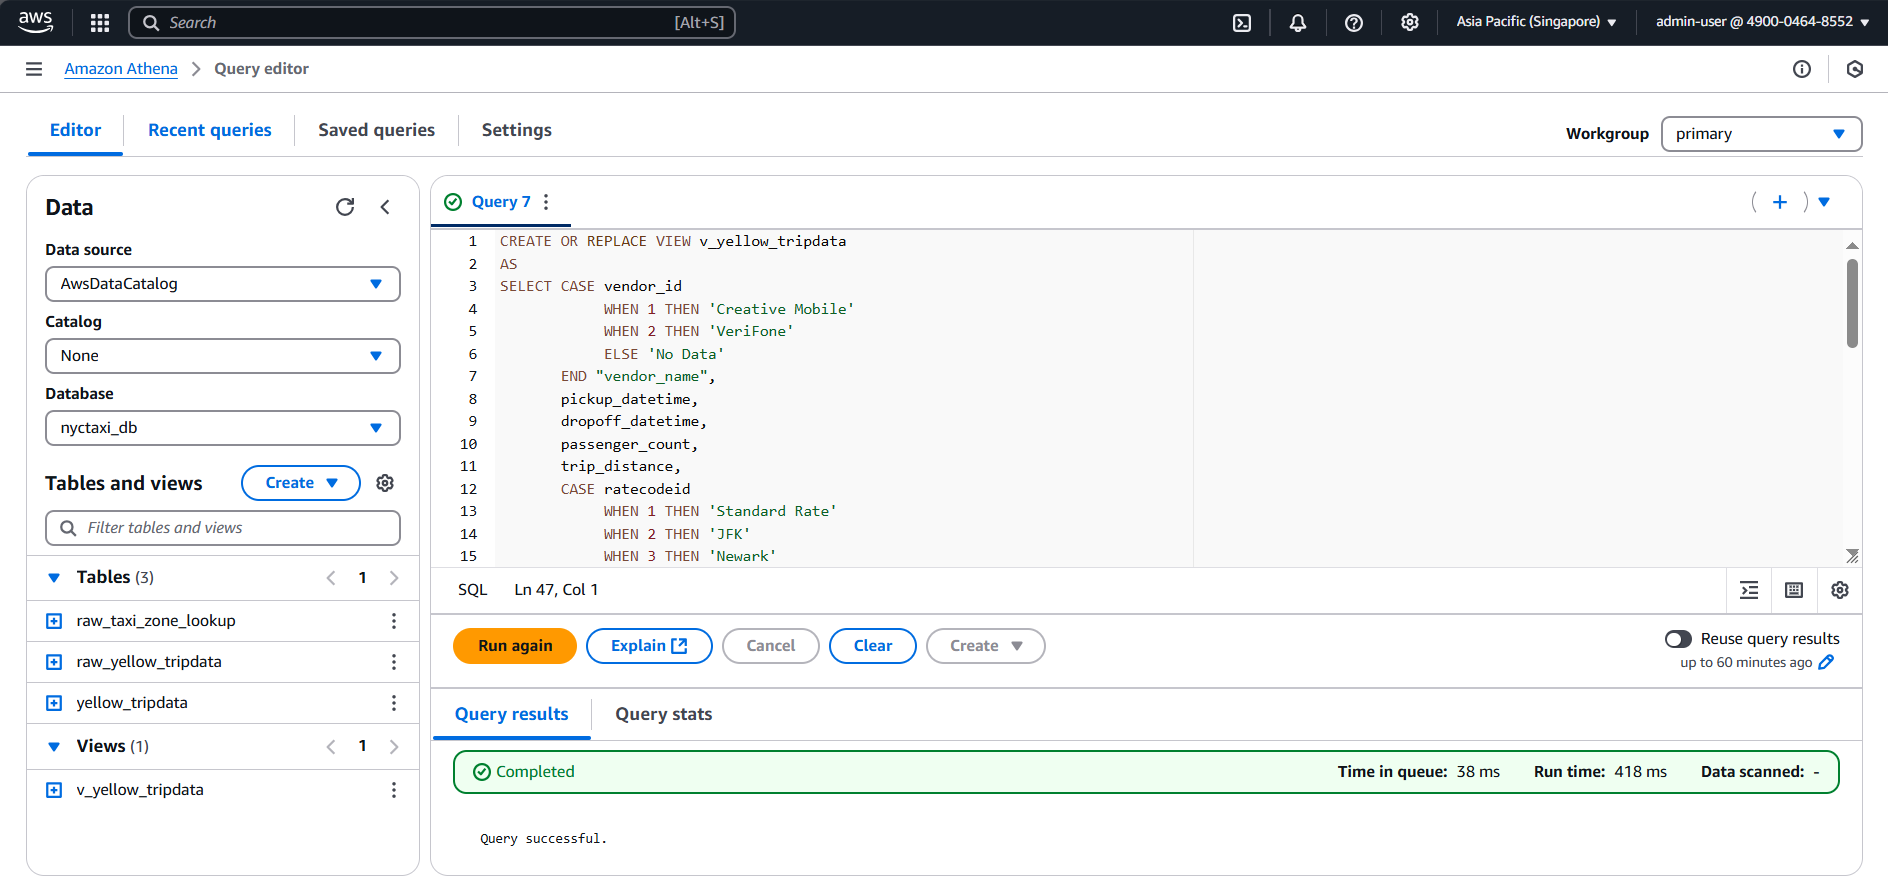 aws
Search [Alt+S]
Asia Pacific (Singapore)
admin-user @ 4900-0464-8552
Amazon Athena > Query editor
Editor
Recent queries
Saved queries
Settings
Workgroup
primary
Data
Data source
AwsDataCatalog
Catalog
None
Database
nyctaxi_db
Tables and views
Create
Filter tables and views
Tables (3)
1
raw_taxi_zone_lookup
raw_yellow_tripdata
yellow_tripdata
Views (1)
1
v_yellow_tripdata
Query 7
1 CREATE OR REPLACE VIEW v_yellow_tripdata
2 AS
3 SELECT CASE vendor_id
4 WHEN 1 THEN 'Creative Mobile'
5 WHEN 2 THEN 'VeriFone'
6 ELSE 'No Data'
7 END "vendor_name",
8 pickup_datetime,
9 dropoff_datetime,
10 passenger_count,
11 trip_distance,
12 CASE ratecodeid
13 WHEN 1 THEN 'Standard Rate'
14 WHEN 2 THEN 'JFK'
15 WHEN 3 THEN 'Newark'
SQL Ln 47, Col 1
Run again
Explain
Cancel
Clear
Create
Reuse query results
up to 60 minutes ago
Query results
Query stats
Completed
Time in queue: 38 ms
Run time: 418 ms
Data scanned: -
Query successful.